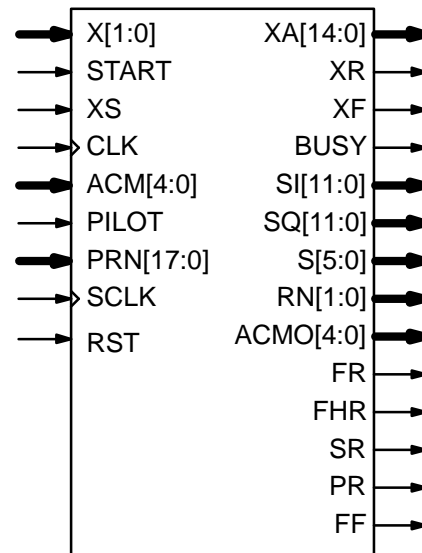 X[1:0] XA[14:0]
START XR
XS XF
CLK BUSY
ACM[4:0] SI[11:0]
PILOT SQ[11:0]
PRN[17:0] S[5:0]
SCLK RN[1:0]
RST ACMO[4:0]
FR
FHR
SR
PR
FF